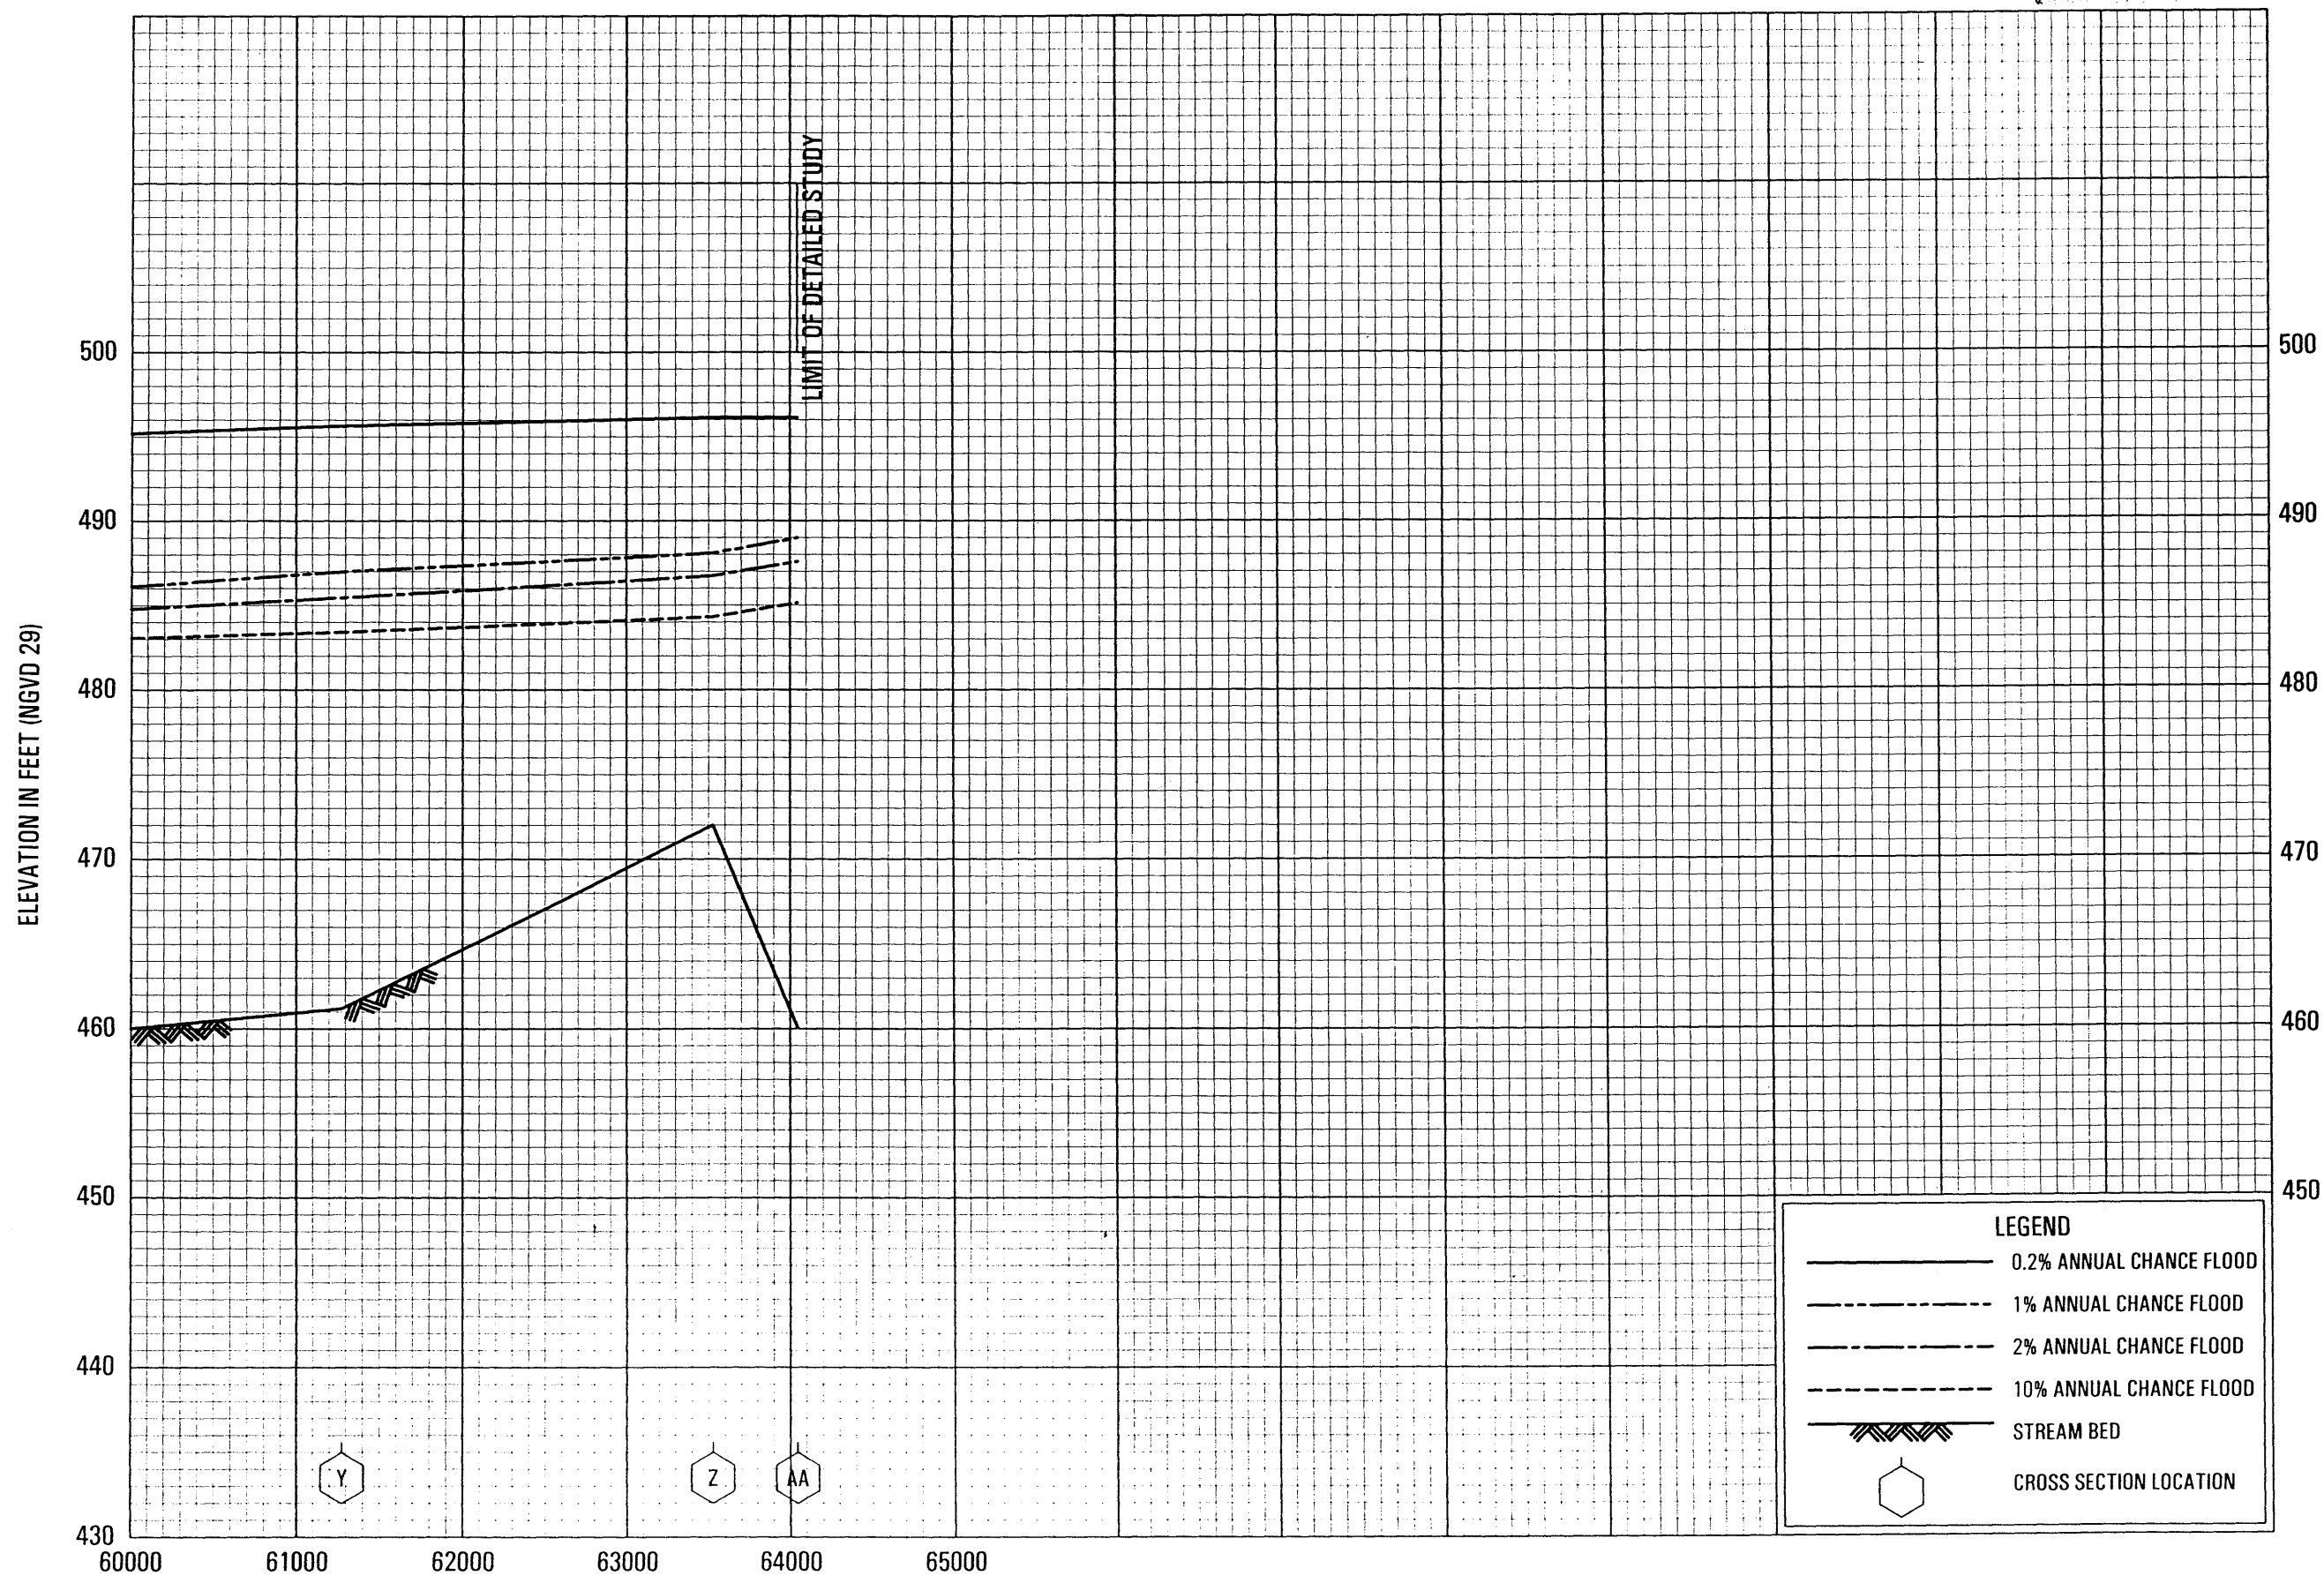 LIMIT OF DETAILED STUDY
ELEVATION IN FEET (NGVD 29)
500
490
480
470
460
450
440
430
500
490
480
470
460
450
LEGEND
0.2% ANNUAL CHANCE FLOOD
1% ANNUAL CHANCE FLOOD
2% ANNUAL CHANCE FLOOD
10% ANNUAL CHANCE FLOOD
STREAM BED
CROSS SECTION LOCATION
Y
Z
AA
60000
61000
62000
63000
64000
65000